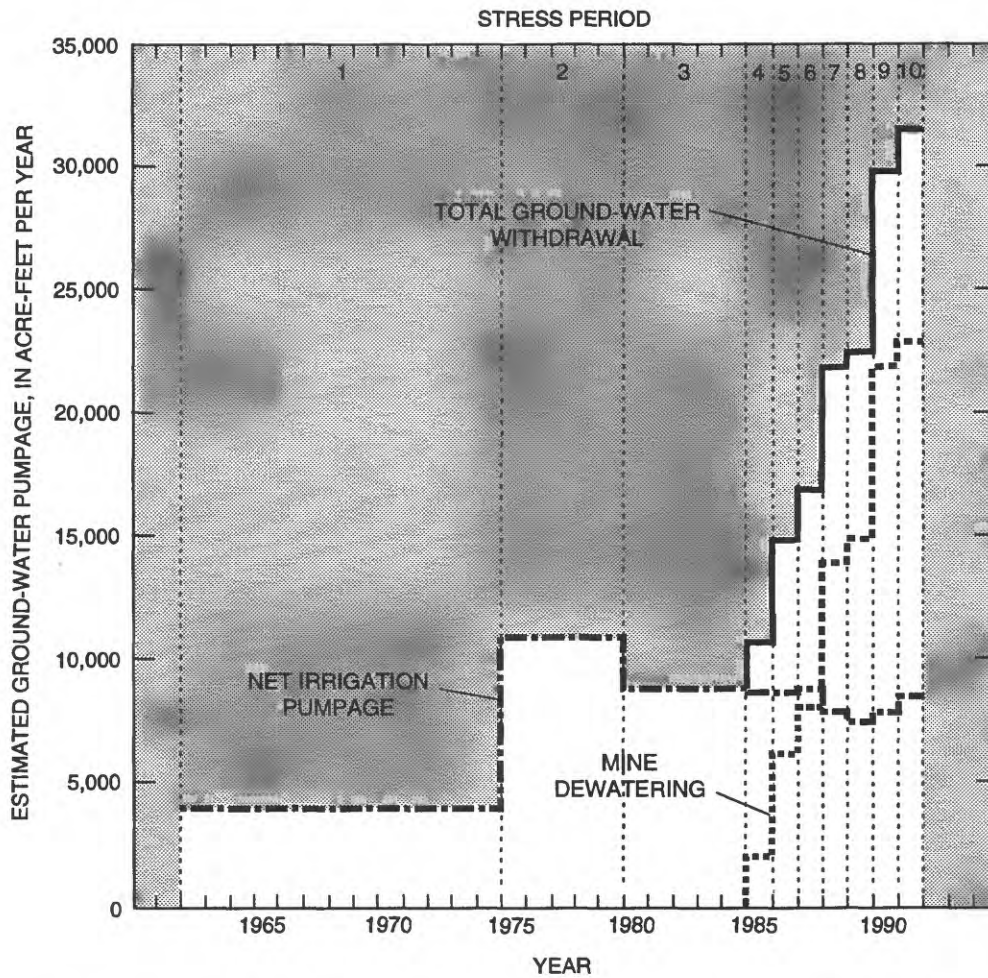 STRESS PERIOD
35,000
30,000
25,000
20,000
15,000
10,000
5,000
0
ESTIMATED GROUND-WATER PUMPAGE, IN ACRE-FEET PER YEAR
1 2 3 4 5 6 7 8 9 10
TOTAL GROUND-WATER
WITHDRAWAL
NET IRRIGATION
PUMPAGE
MINE
DEWATERING
1965 1970 1975 1980 1985 1990
YEAR